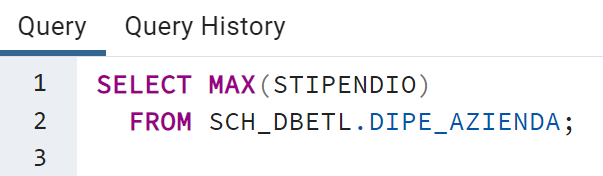 Query Query History
1 SELECT MAX(STIPENDIO)
2 FROM SCH_DBETL.DIPE_AZIENDA;
3